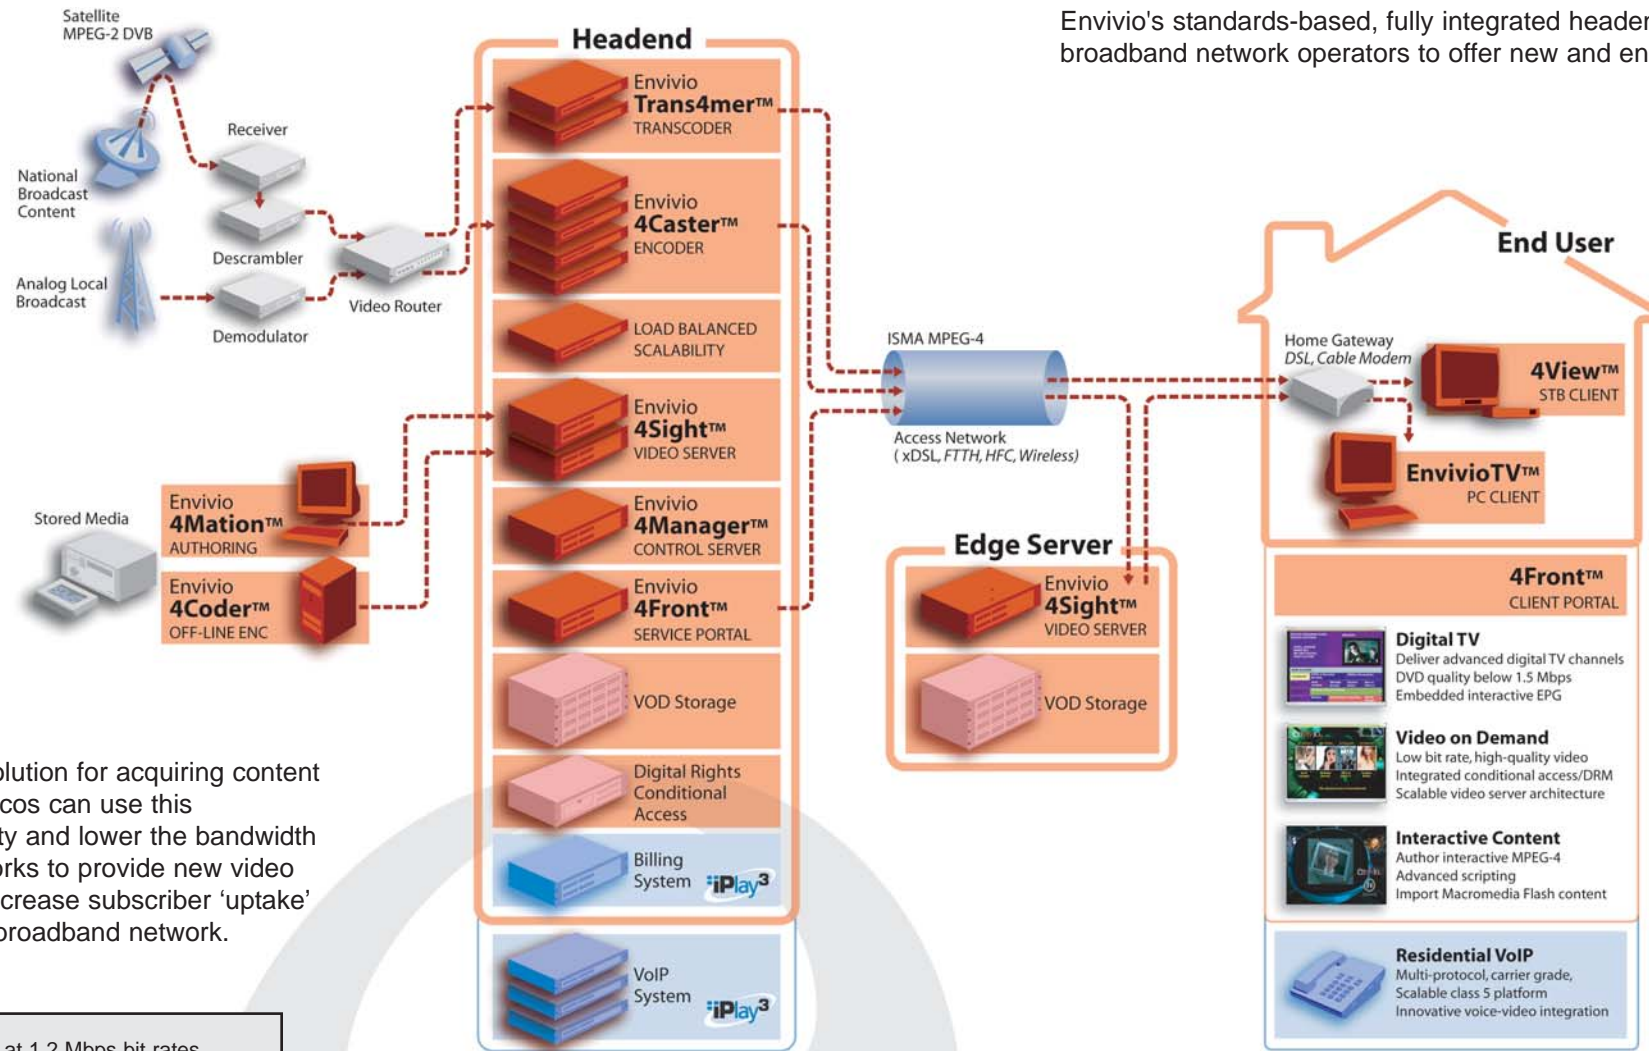 Envivio's standards-based, fully integrated
broadband network operators to offer new and
Satellite
MPEG-2 DVB
National
Broadcast
Content
Receiver
Descrambler
Analog Local
Broadcast
Demodulator
Video Router
Stored Media
Envivio
4Mation™
AUTHORING
Envivio
4Coder™
OFF-LINE ENC
Headend
Envivio
Trans4mer™
TRANSCODER
Envivio
4Caster™
ENCODER
LOAD BALANCED
SCALABILITY
Envivio
4Sight™
VIDEO SERVER
Envivio
4Manager™
CONTROL SERVER
Envivio
4Front™
SERVICE PORTAL
VOD Storage
Digital Rights
Conditional
Access
Billing
System iPlay³
VoIP
System iPlay³
ISMA MPEG-4
Access Network
( xDSL, FTTH, HFC, Wireless)
Edge Server
Envivio
4Sight™
VIDEO SERVER
VOD Storage
End User
Home Gateway
DSL, Cable Modem
4View™
STB CLIENT
EnvivioTV™
PC CLIENT
4Front™
CLIENT PORTAL
Digital TV
Deliver advanced digital TV channels
DVD quality below 1.5 Mbps
Embedded interactive EPG
Video on Demand
Low bit rate, high-quality video
Integrated conditional access/DRM
Scalable video server architecture
Interactive Content
Author interactive MPEG-4
Advanced scripting
Import Macromedia Flash content
Residential VoIP
Multi-protocol, carrier grade,
Scalable class 5 platform
Innovative voice-video integration
for acquiring content
can use this
and lower the bandwidth
to provide new video
subscriber ‘uptake’
broadband network.
at 1.2 Mbps bit rates